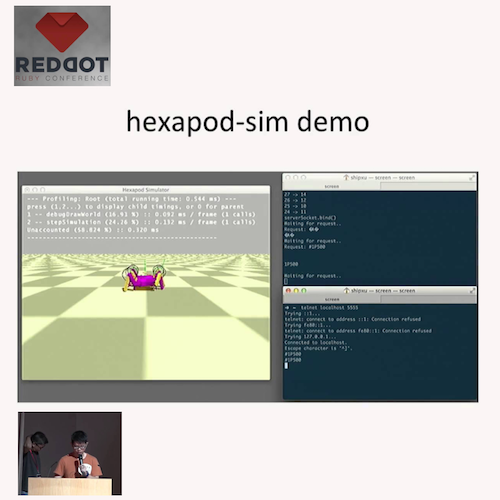 REDDOT
RUBY CONFERENCE
hexapod-sim demo
Hexapod Simulator
--- Profiling: Root (total running time: 0.544 ms) ---
press (1,2...) to display child timings, or 0 for parent
1 -- debugDrawWorld (16.91 %) :: 0.092 ms / frame (1 calls)
2 -- stepSimulation (24.26 %) :: 0.132 ms / frame (1 calls)
Unaccounted (58.824 %) :: 0.320 ms
shipxu — screen — screen
screen
27 -> 14
26 -> 12
25 -> 10
24 -> 11
serverSocket.bind()
Waiting for request..
Request:
Waiting for request..
Request: #1P500
1P500
Waiting for request..
shipxu — screen — screen
screen
telnet localhost 5555
Trying ::1...
telnet: connect to address ::1: Connection refused
Trying fe80::1...
telnet: connect to address fe80::1: Connection refused
Trying 127.0.0.1...
Connected to localhost.
Escape character is '^]'.
#1P500
#1P500